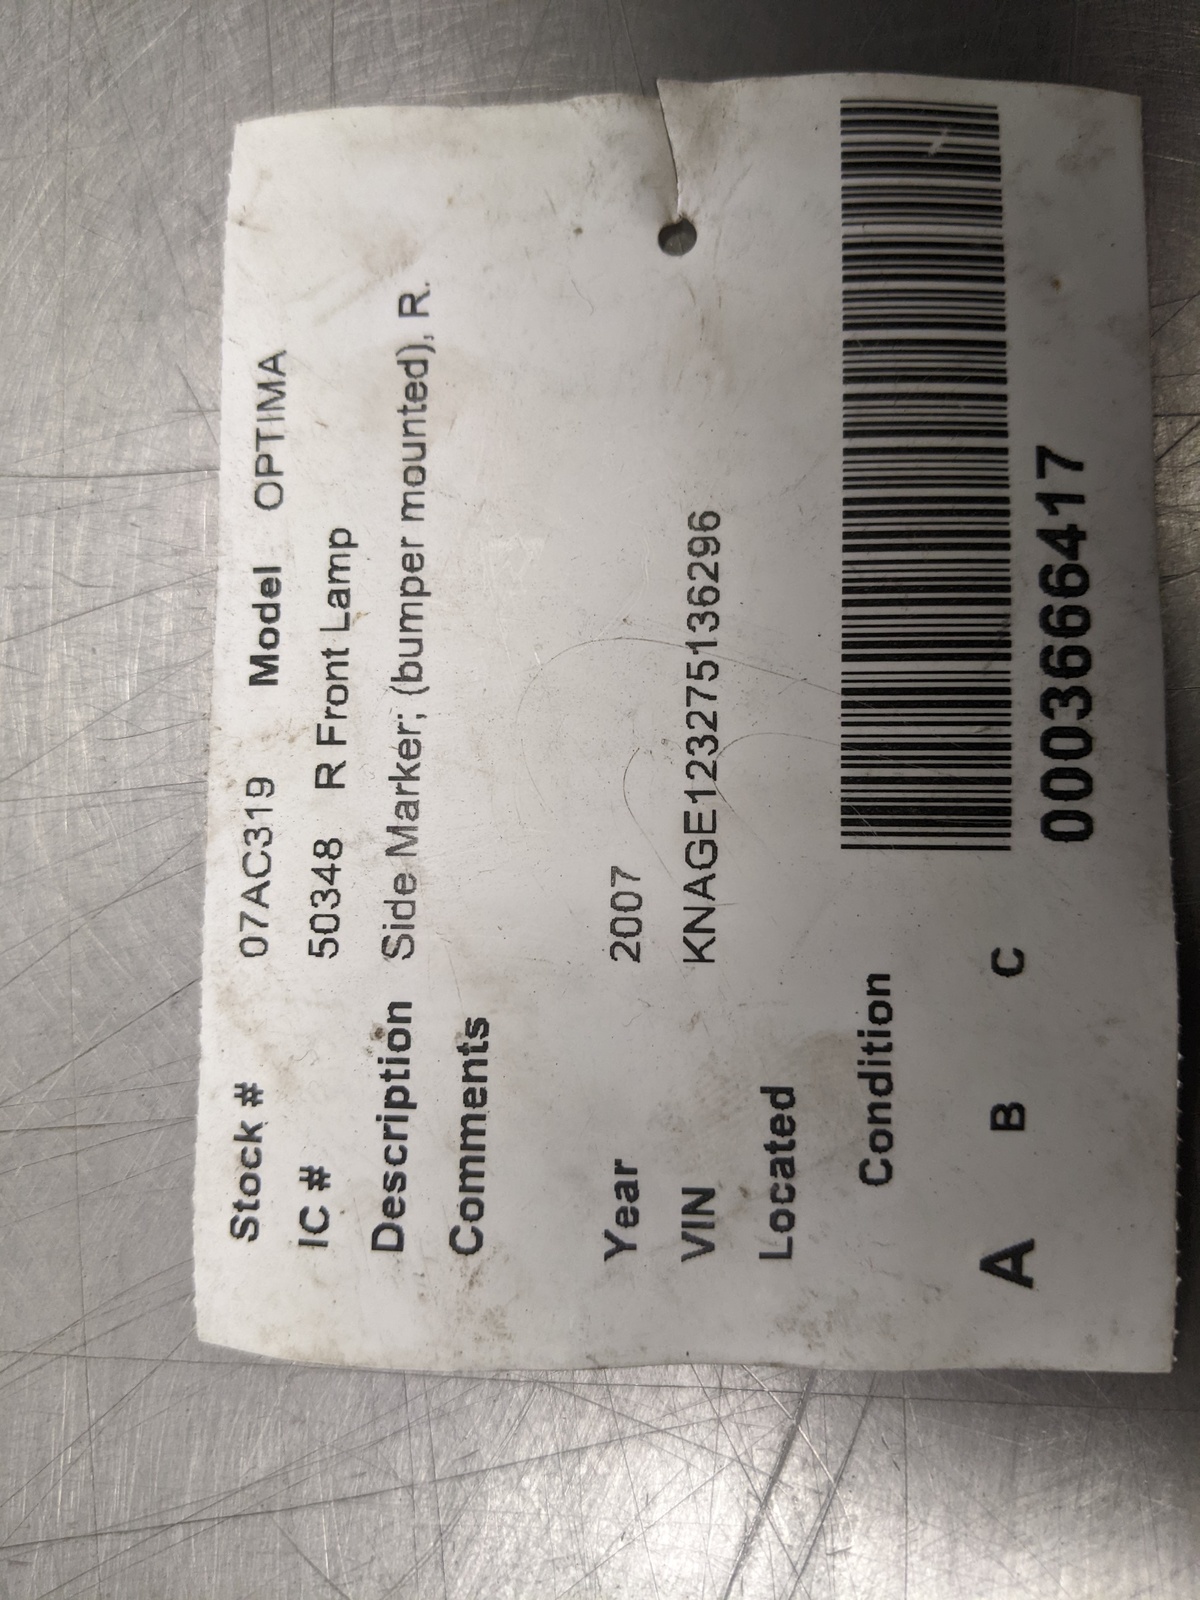 Stock # 07AC319 Model OPTIMA
IC # 50348 R Front Lamp
Description Side Marker; (bumper mounted), R.
Comments
Year 2007
VIN KNAGE123275136296
Located
Condition
A B C
0003666417